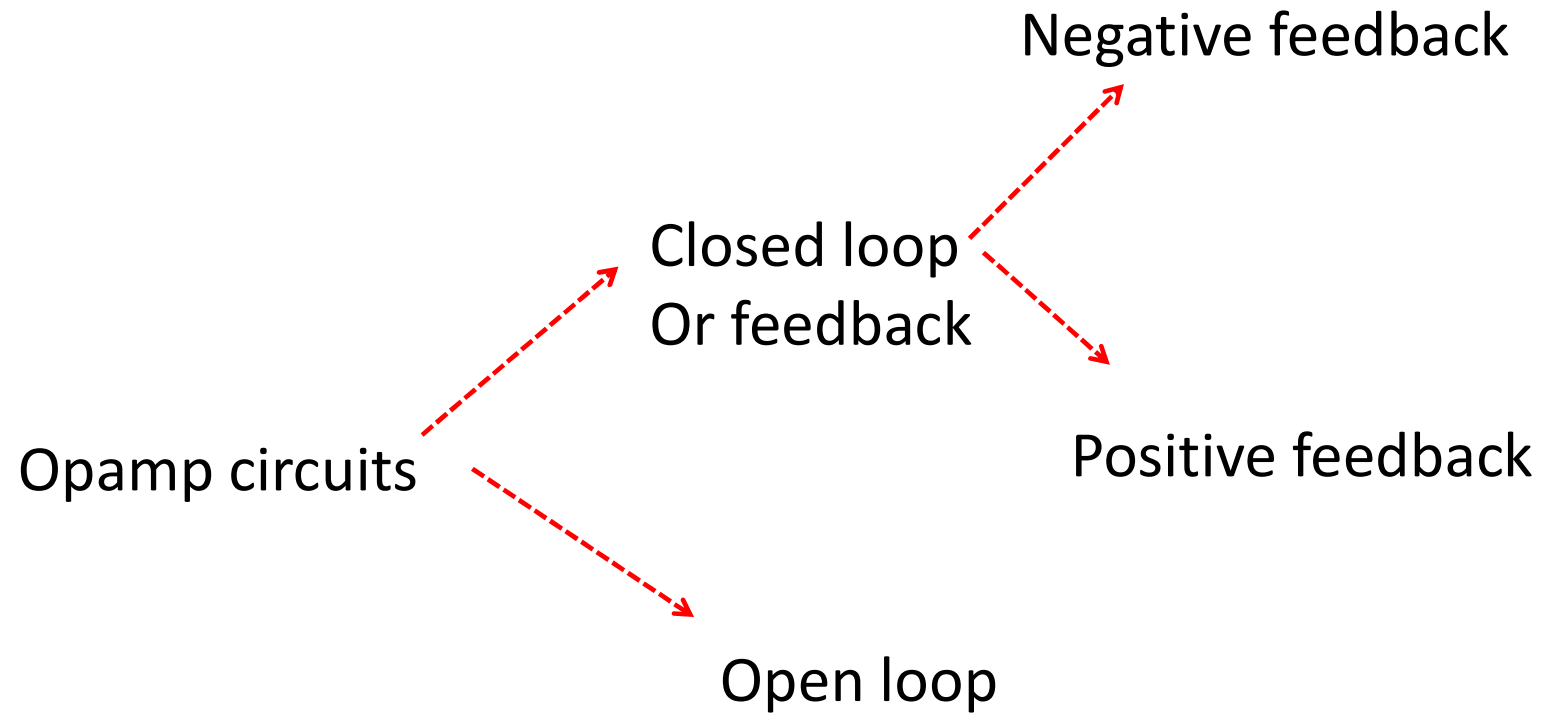 Negative feedback
Closed loop
Or feedback
Opamp circuits
Positive feedback
Open loop